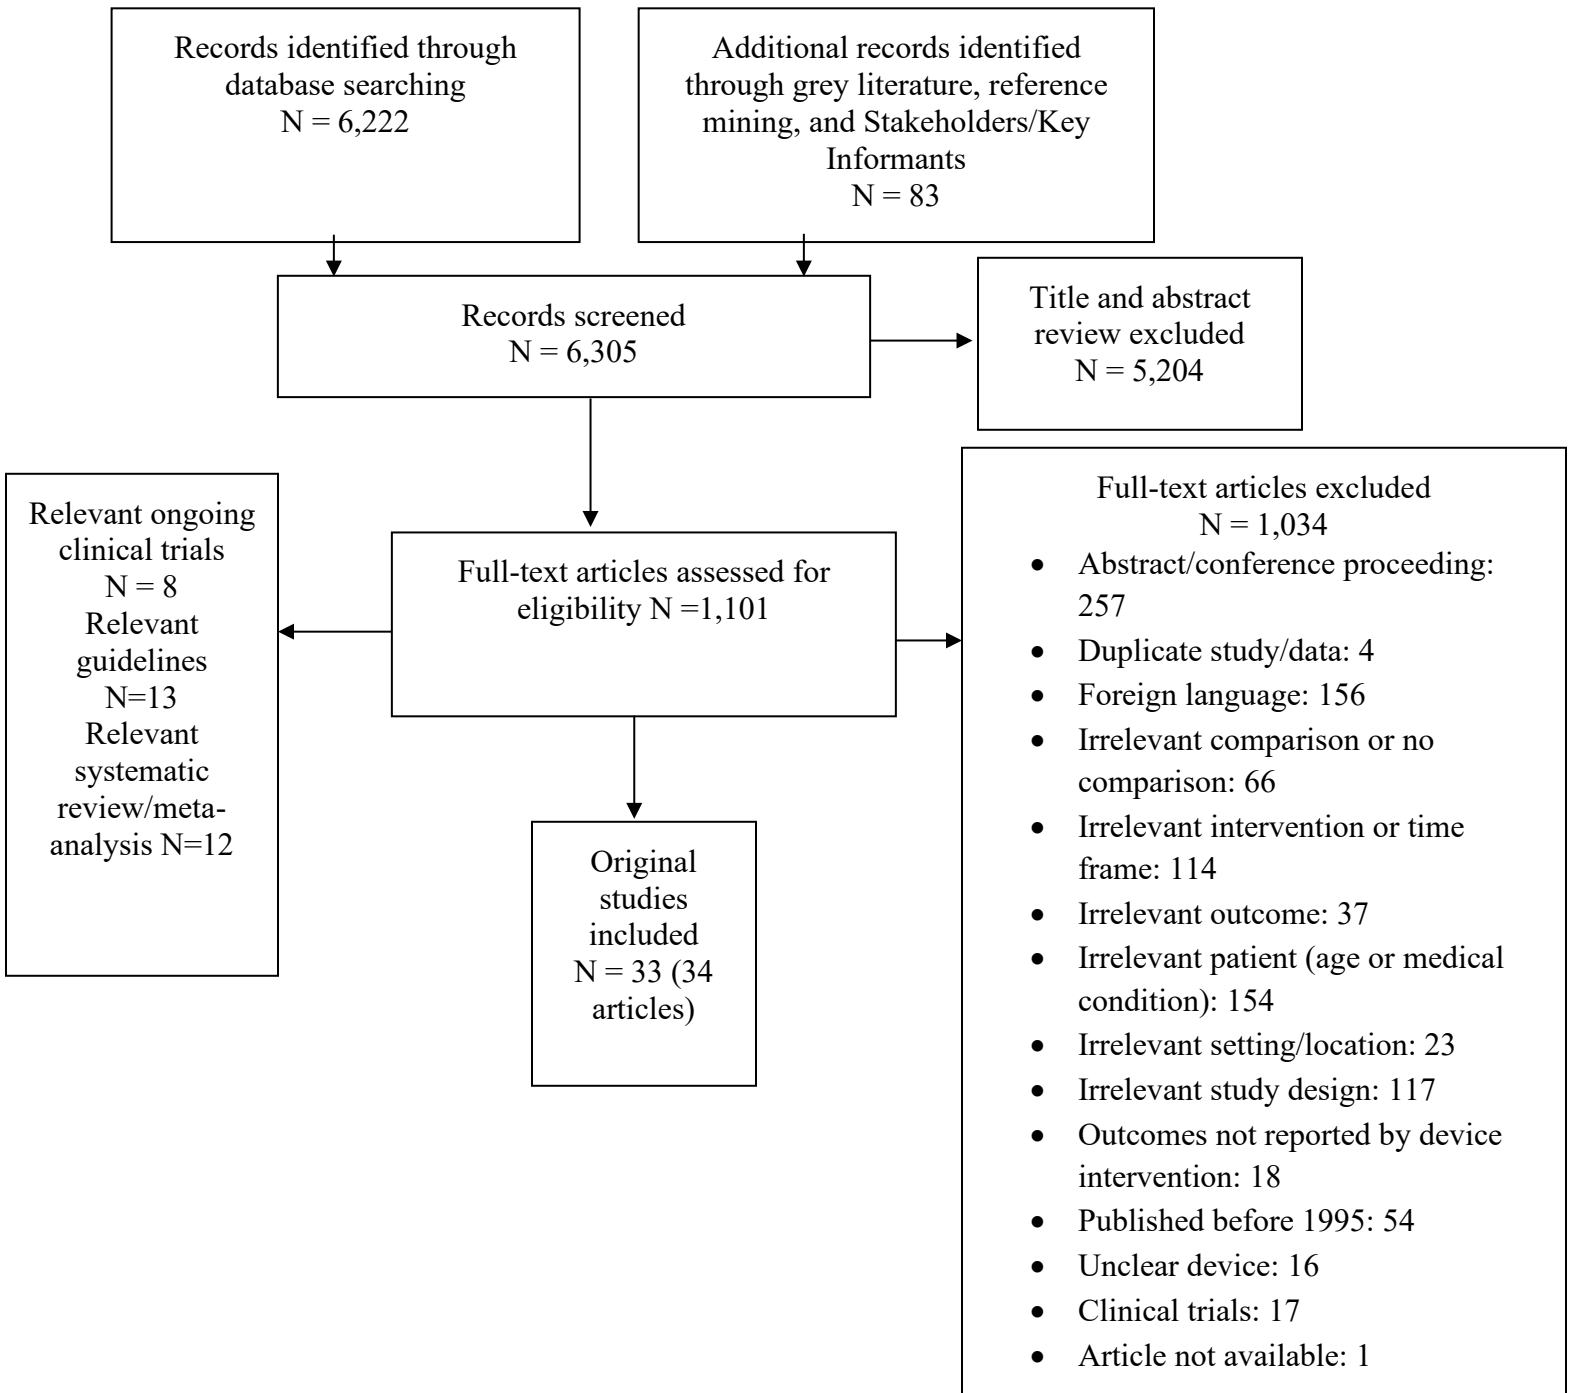 Records identified through
database searching
N = 6,222
Additional records identified
through grey literature, reference
mining, and Stakeholders/Key
Informants
N = 83
Records screened
N = 6,305
Title and abstract
review excluded
N = 5,204
Relevant ongoing
clinical trials
N = 8
Relevant
guidelines
N=13
Relevant
systematic
review/meta-
analysis N=12
Full-text articles assessed for
eligibility N =1,101
Full-text articles excluded
N = 1,034
• Abstract/conference proceeding:
257
• Duplicate study/data: 4
• Foreign language: 156
• Irrelevant comparison or no
comparison: 66
• Irrelevant intervention or time
frame: 114
• Irrelevant outcome: 37
• Irrelevant patient (age or medical
condition): 154
• Irrelevant setting/location: 23
• Irrelevant study design: 117
• Outcomes not reported by device
intervention: 18
• Published before 1995: 54
• Unclear device: 16
• Clinical trials: 17
• Article not available: 1
Original
studies
included
N = 33 (34
articles)